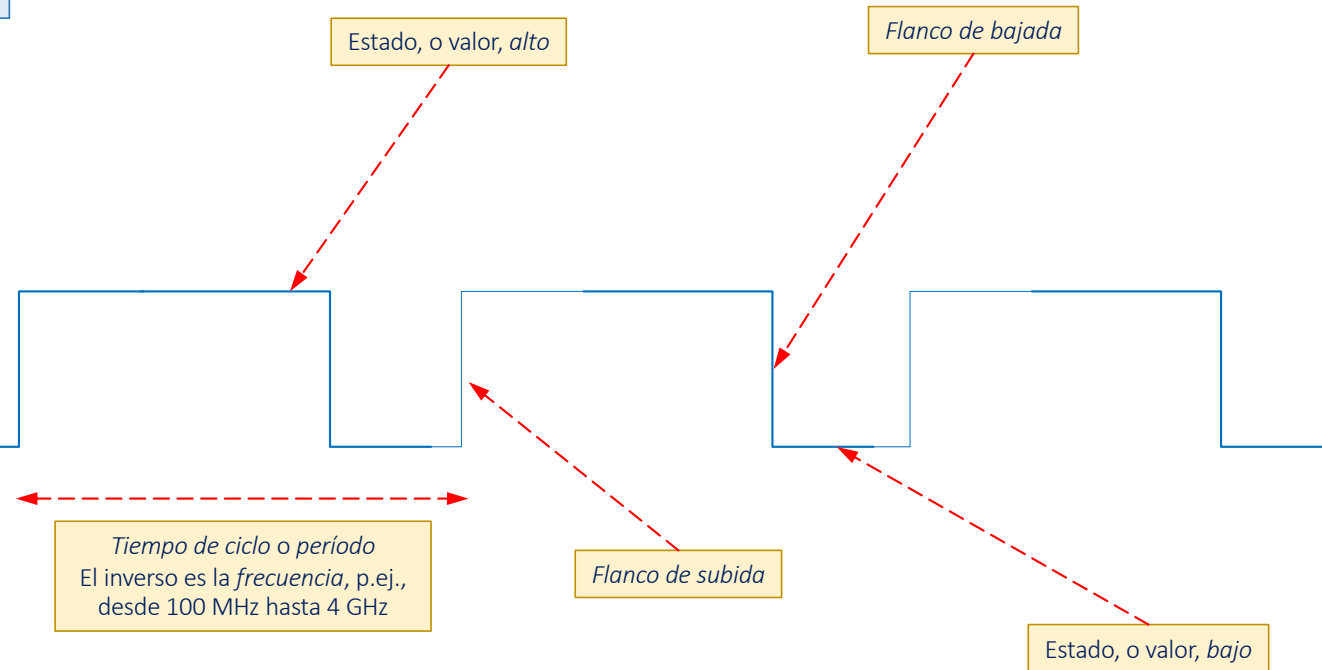 Estado, o valor, alto
Flanco de bajada
Tiempo de ciclo o período
El inverso es la frecuencia, p.ej.,
desde 100 MHz hasta 4 GHz
Flanco de subida
Estado, o valor, bajo